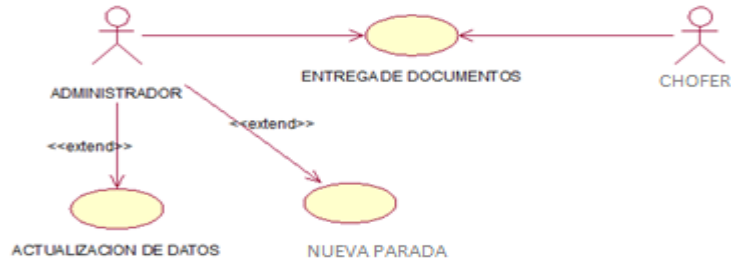 ENTREGA DE DOCUMENTOS
CHOFER
ADMINISTRADOR
<<extend>>
<<extend>>
ACTUALIZACION DE DATOS
NUEVA PARADA